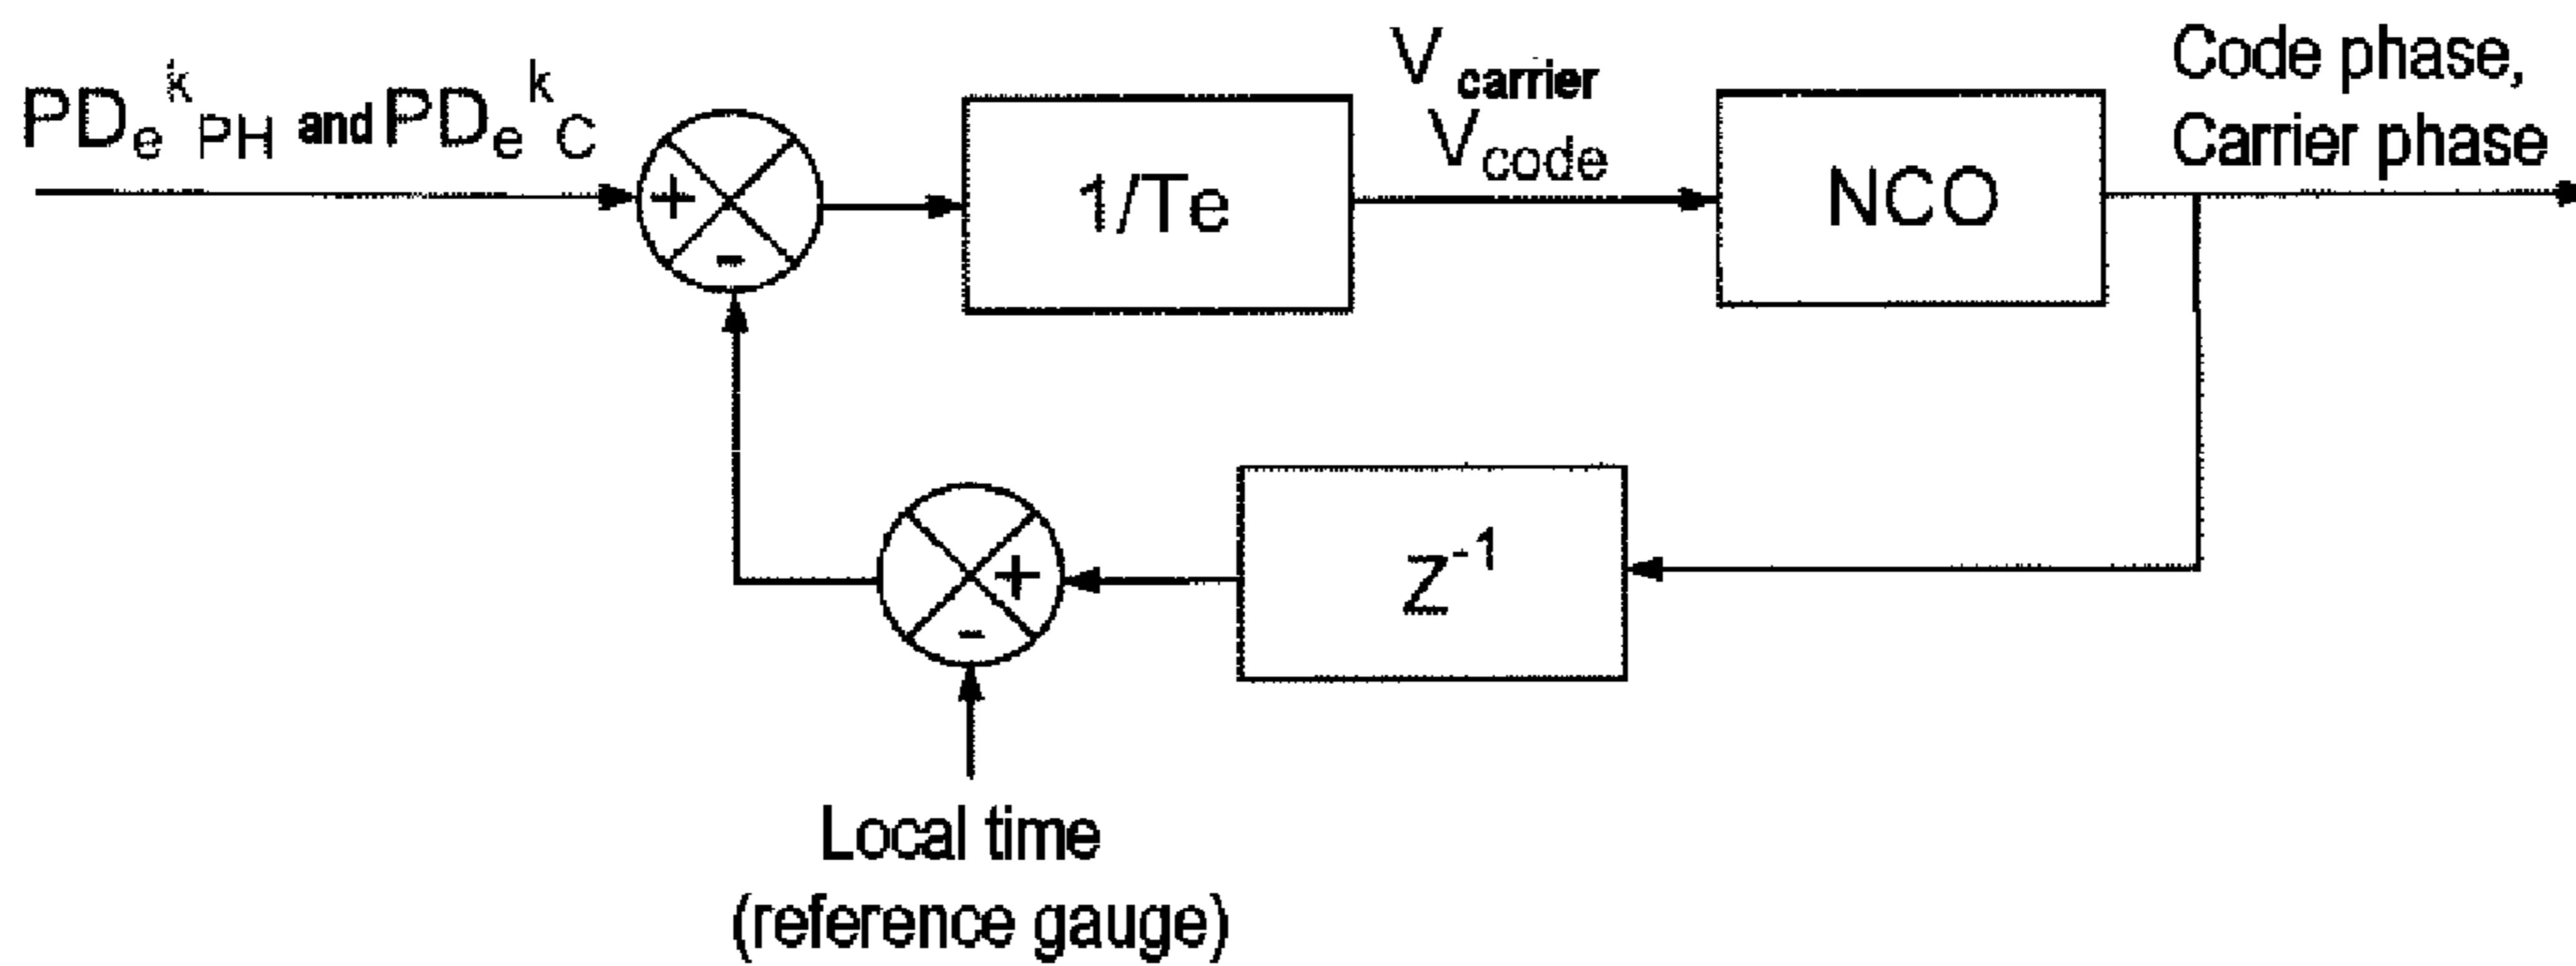 PDe^k PH and PDe^k C
+
-
1/Te
V carrier
V code
NCO
Code phase,
Carrier phase
+
-
Z^-1
Local time
(reference gauge)